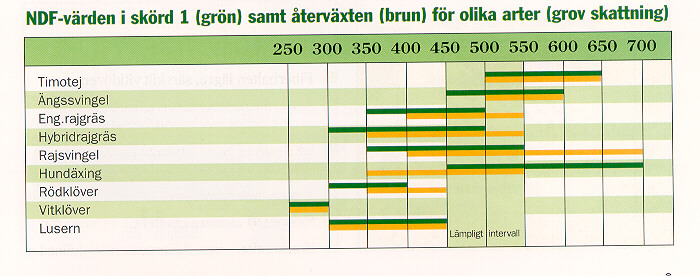 NDF-värden i skörd 1 (grön) samt återväxten (brun) för olika arter (grov skattning)
250 300 350 400 450 500 550 600 650 700
Timotej
Ängssvingel
Eng.rajgräs
Hybridrajgräs
Rajsvingel
Hundäxing
Rödklöver
Vitklöver
Lusern
Lämpligt intervall